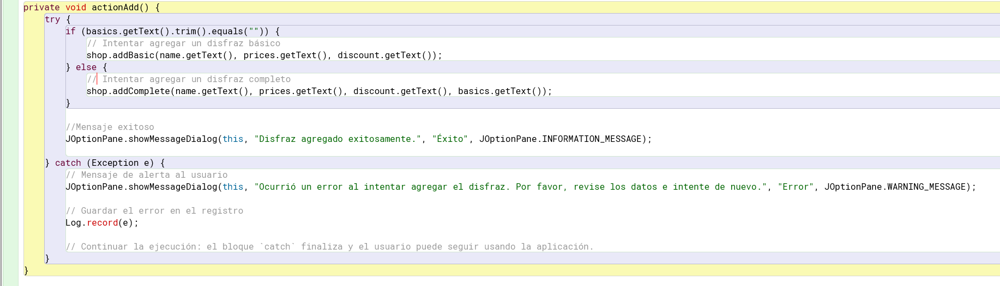 private void actionAdd() {
try {
if (basics.getText().trim().equals("")) {
// Intentar agregar un disfraz básico
shop.addBasic(name.getText(), prices.getText(), discount.getText());
} else {
// Intentar agregar un disfraz completo
shop.addComplete(name.getText(), prices.getText(), discount.getText(), basics.getText());
}
//Mensaje exitoso
JOptionPane.showMessageDialog(this, "Disfraz agregado exitosamente.", "Éxito", JOptionPane.INFORMATION_MESSAGE);
} catch (Exception e) {
// Mensaje de alerta al usuario
JOptionPane.showMessageDialog(this, "Ocurrió un error al intentar agregar el disfraz. Por favor, revise los datos e intente de nuevo.", "Error", JOptionPane.WARNING_MESSAGE);
// Guardar el error en el registro
Log.record(e);
// Continuar la ejecución: el bloque `catch` finaliza y el usuario puede seguir usando la aplicación.
}
}